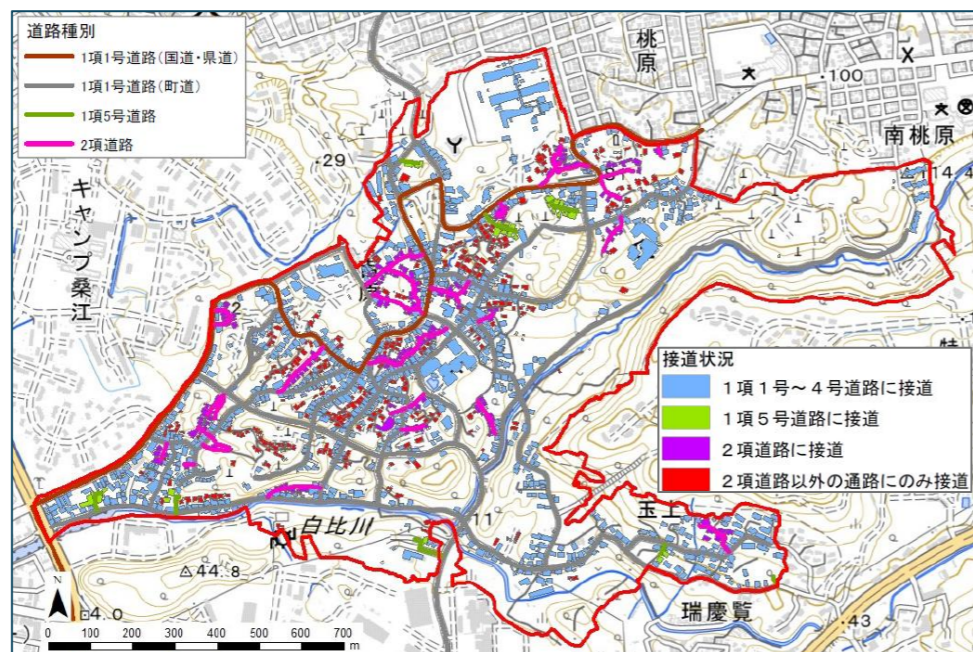 道路種別
1項1号道路(国道・県道)
1項1号道路(町道)
1項5号道路
2項道路
桃原
・100
南桃原
・29
キャンプ桑江
接道状況
1項1号~4号道路に接道
1項5号道路に接道
2項道路に接道
2項道路以外の通路にのみ接道
玉上
白比川
11
△44.8
瑞慶覧
・43
N
4.0
0 100 200 300 400 500 600 700
m